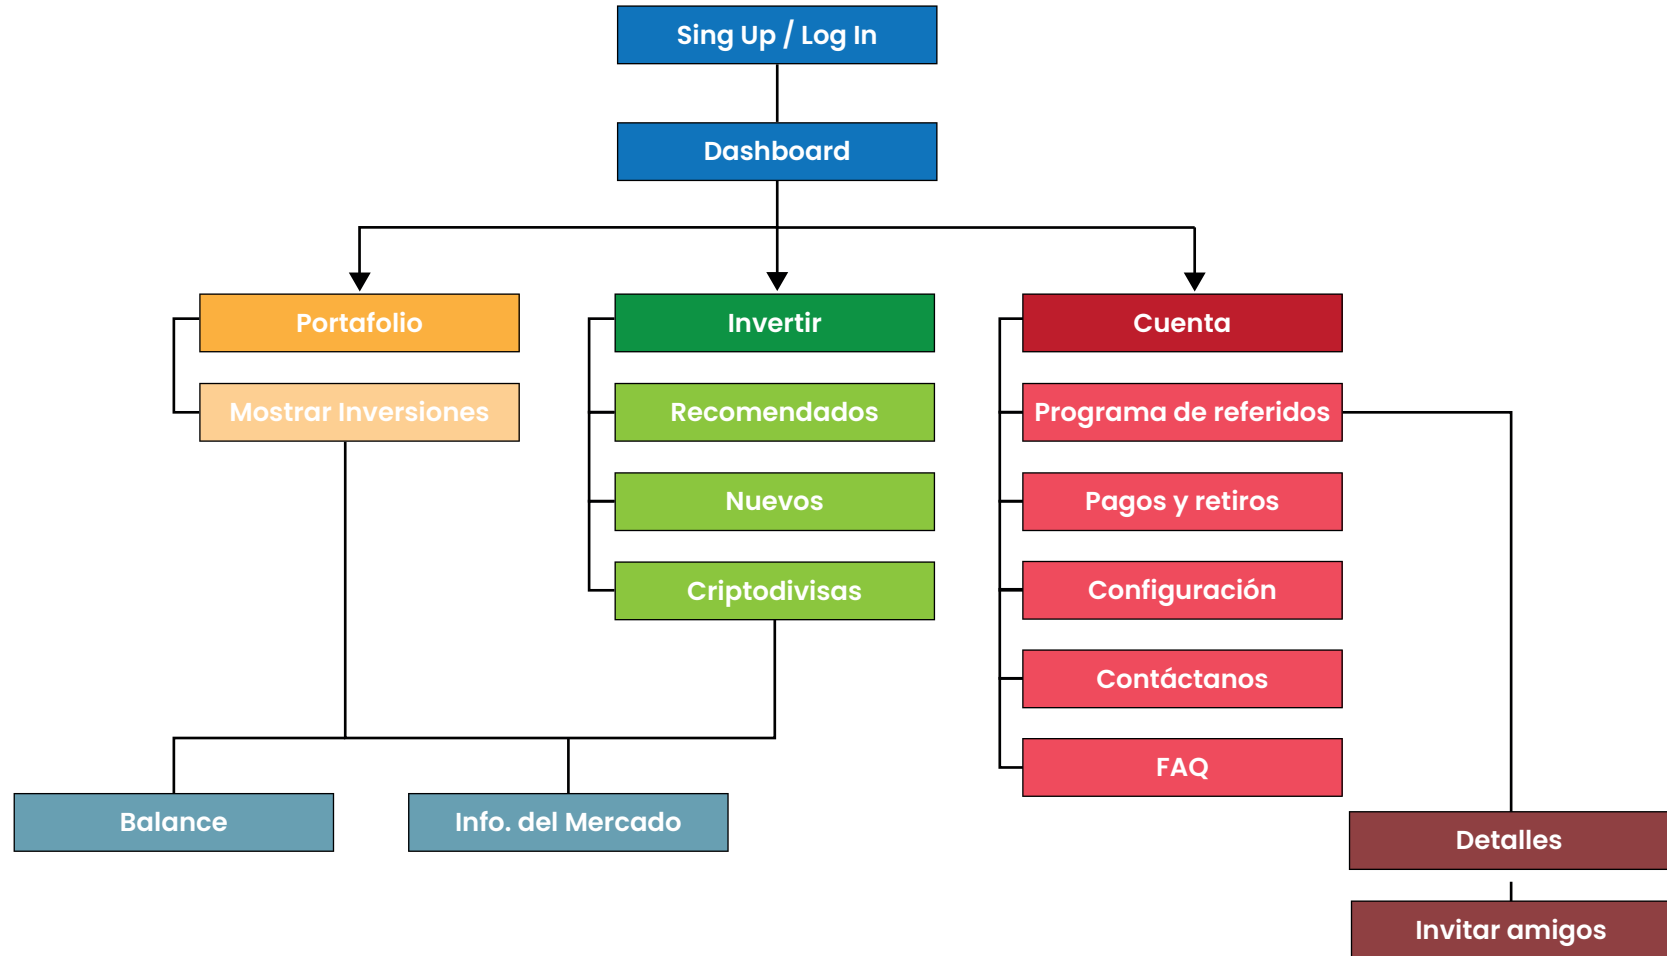 Sing Up / Log In
Dashboard
Portafolio
Mostrar Inversiones
Invertir
Recomendados
Nuevos
Criptodivisas
Cuenta
Programa de referidos
Pagos y retiros
Configuración
Contáctanos
FAQ
Balance
Info. del Mercado
Detalles
Invitar amigos